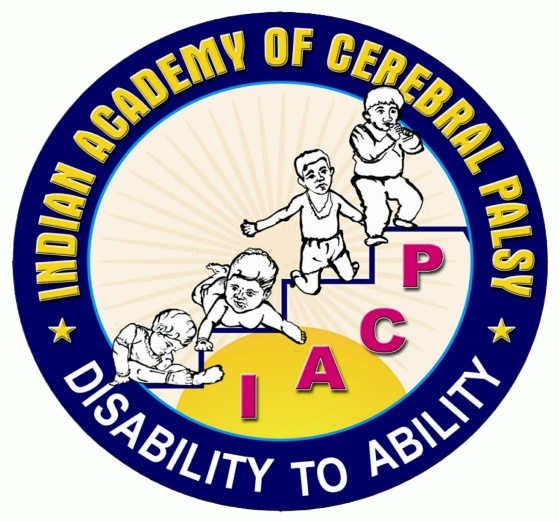 INDIAN ACADEMY OF CEREBRAL PALSY
I A C P
DISABILITY TO ABILITY